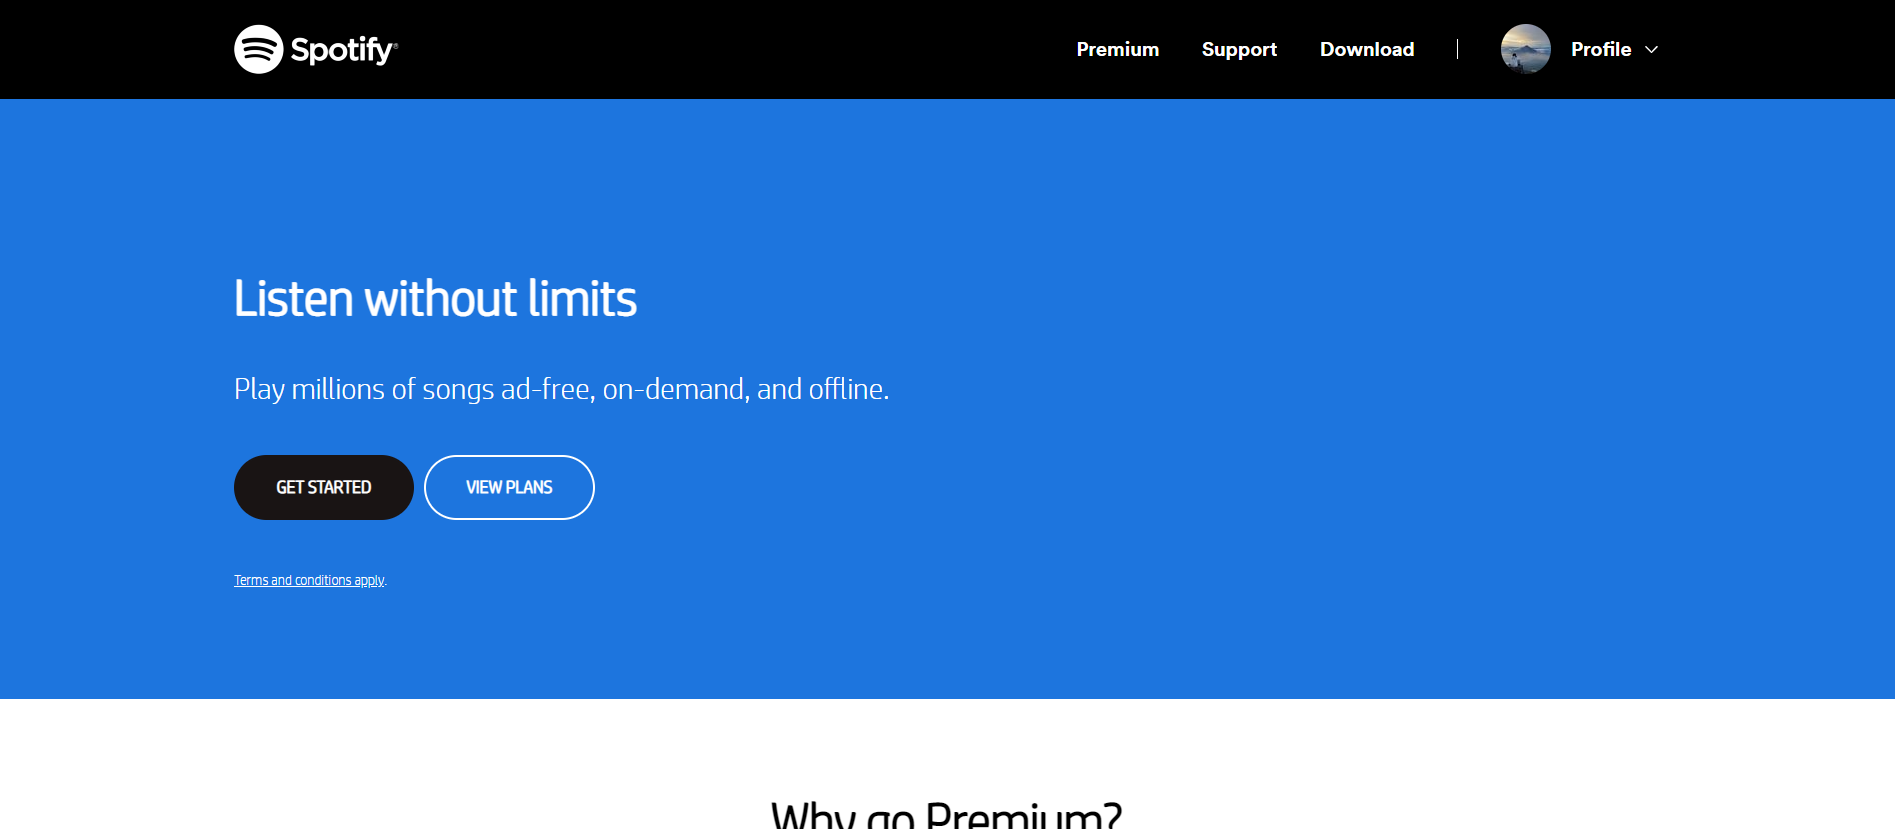 Spotify®
Premium Support Download Profile
Listen without limits
Play millions of songs ad-free, on-demand, and offline.
GET STARTED VIEW PLANS
Terms and conditions apply.
Why go Premium?